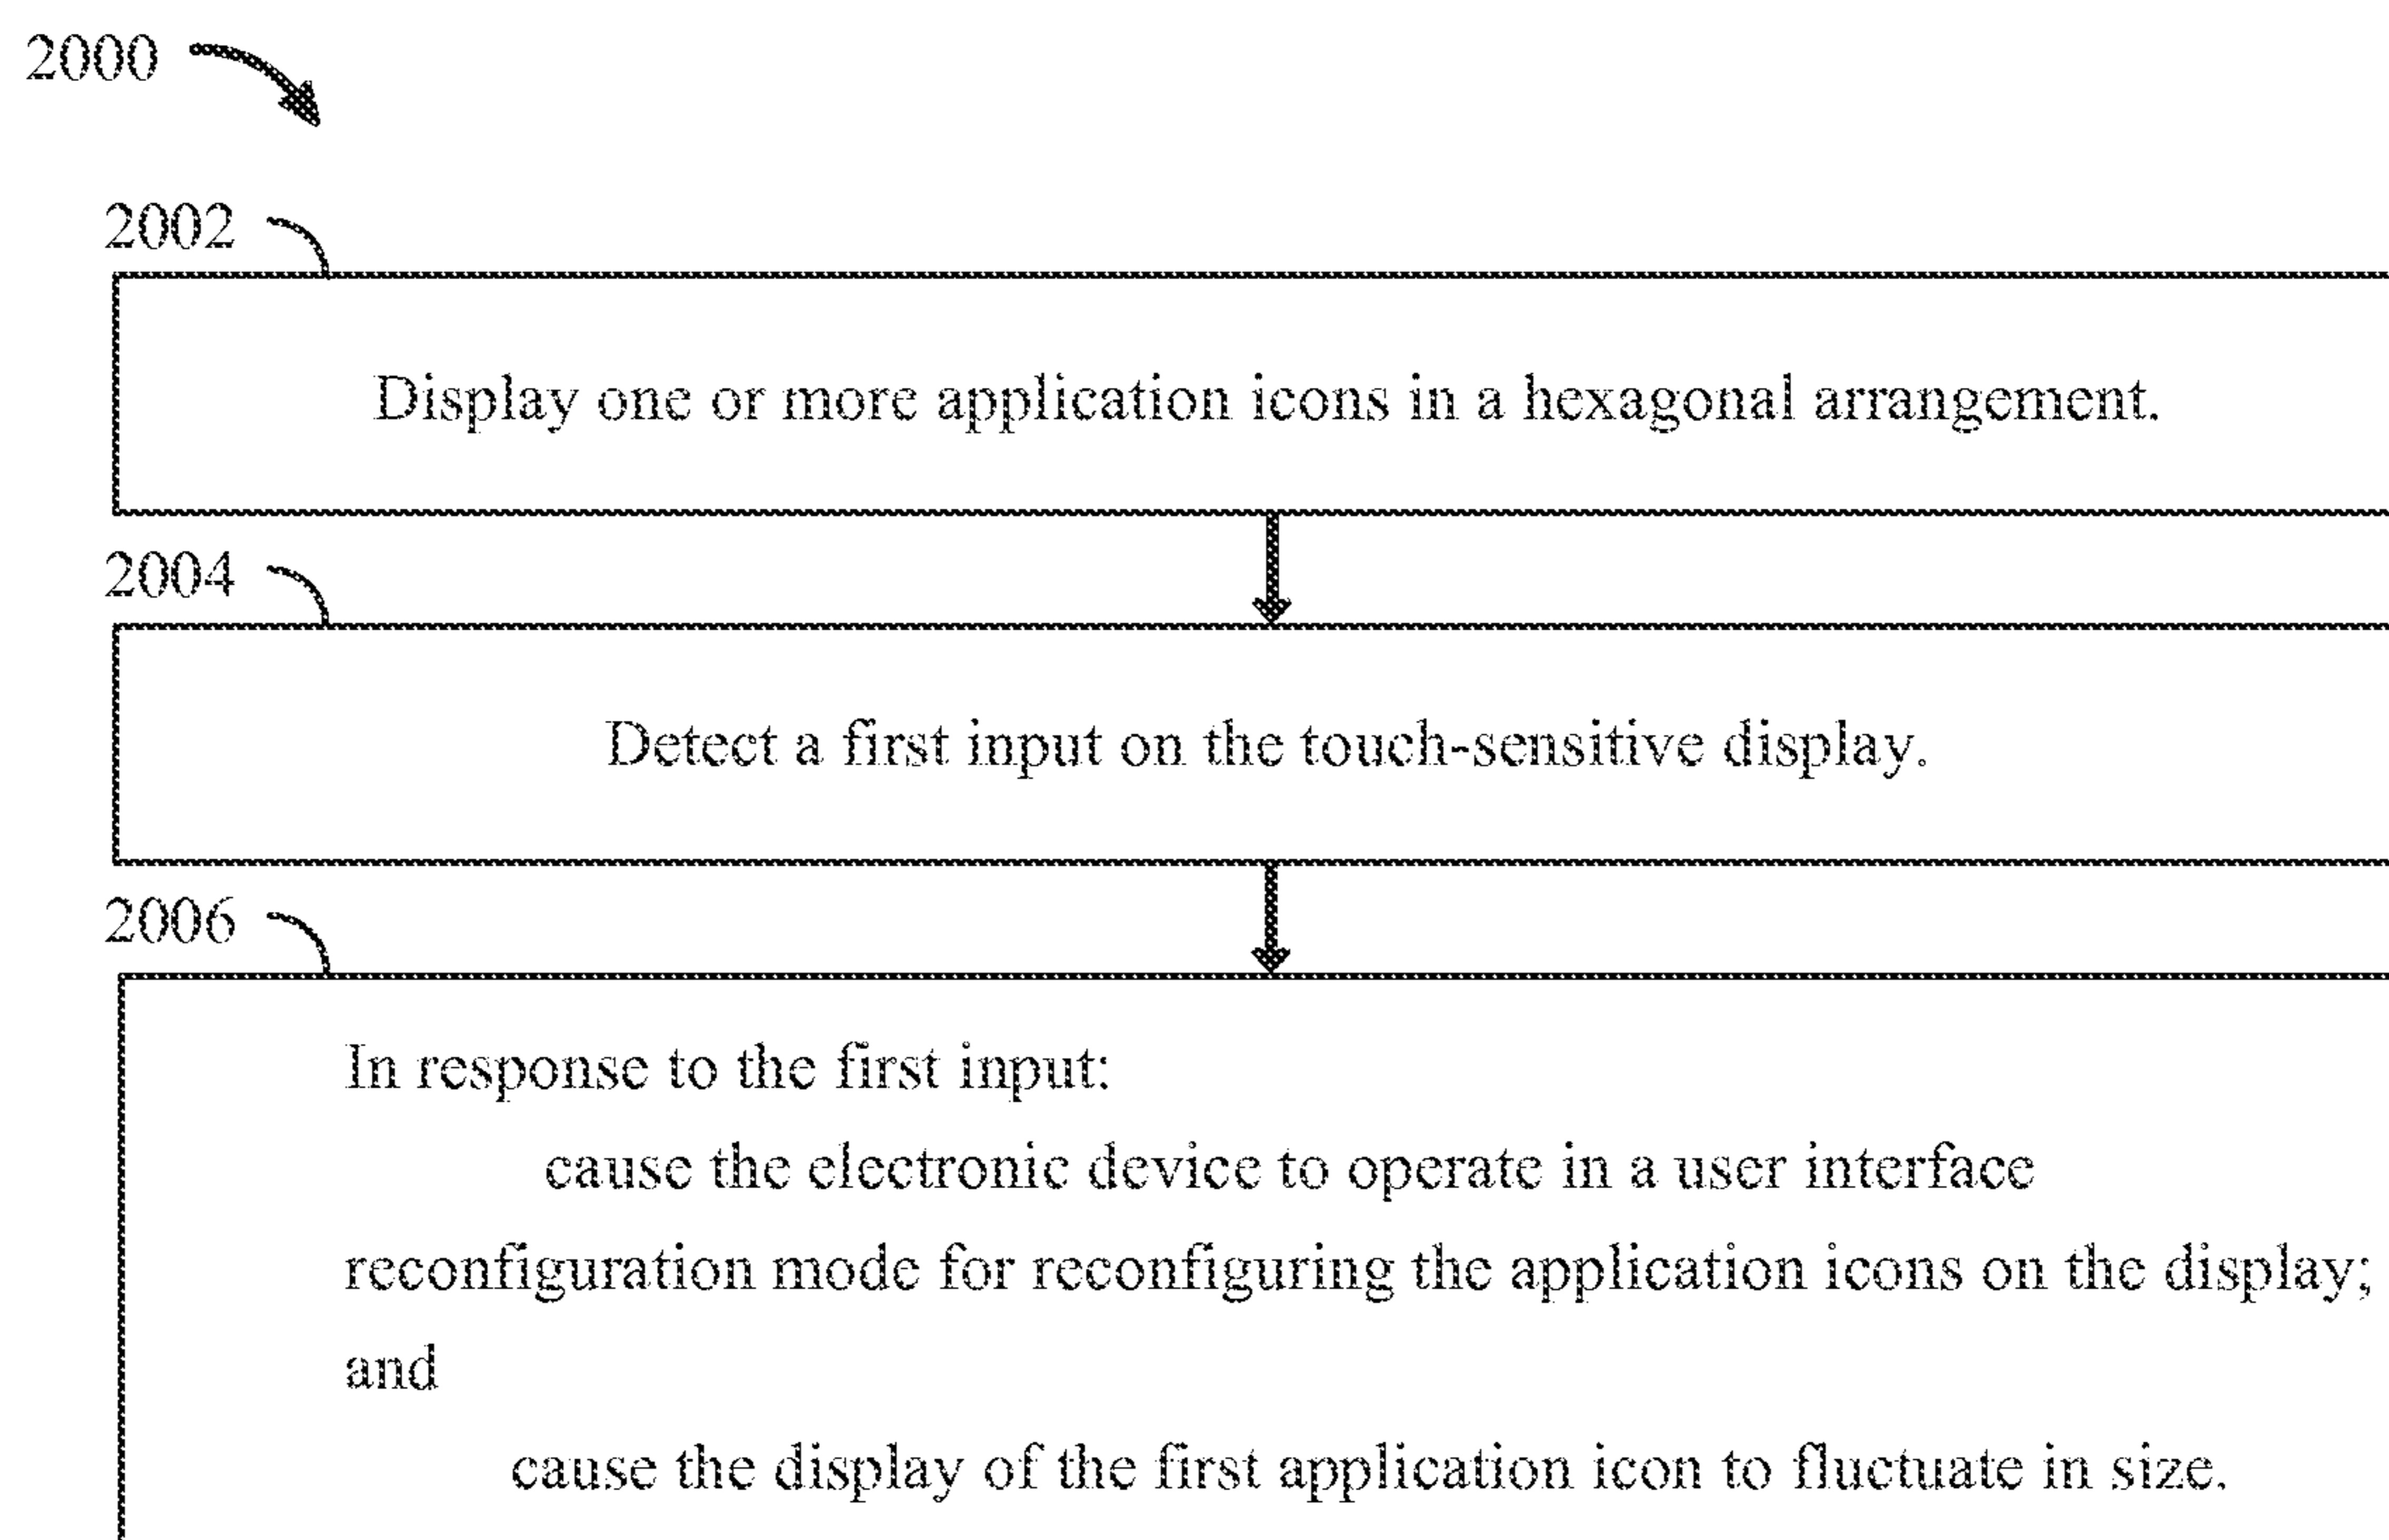 2000
2002
Display one or more application icons in a hexagonal arrangement.
2004
Detect a first input on the touch-sensitive display.
2006
In response to the first input:
cause the electronic device to operate in a user interface
reconfiguration mode for reconfiguring the application icons on the display;
and
cause the display of the first application icon to fluctuate in size.